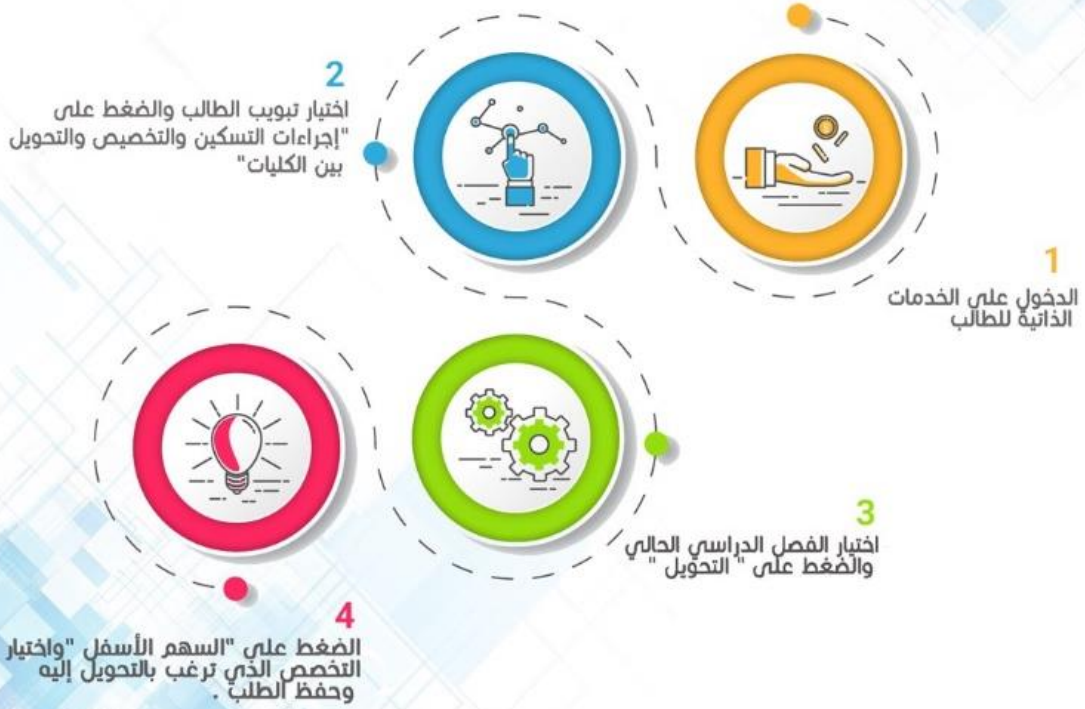 1
الدخول على الخدمات
الذاتية للطالب
2
اختيار تبويب الطالب والضغط على
"إجراءات التسكين والتخصيص والتحويل
بين الكليات"
3
اختيار الفصل الدراسي الحالي
والضغط على " التحويل "
4
الضغط على "السهم الأسفل "واختيار
التخصص الذي ترغب بالتحويل إليه
وحفظ الطلب .